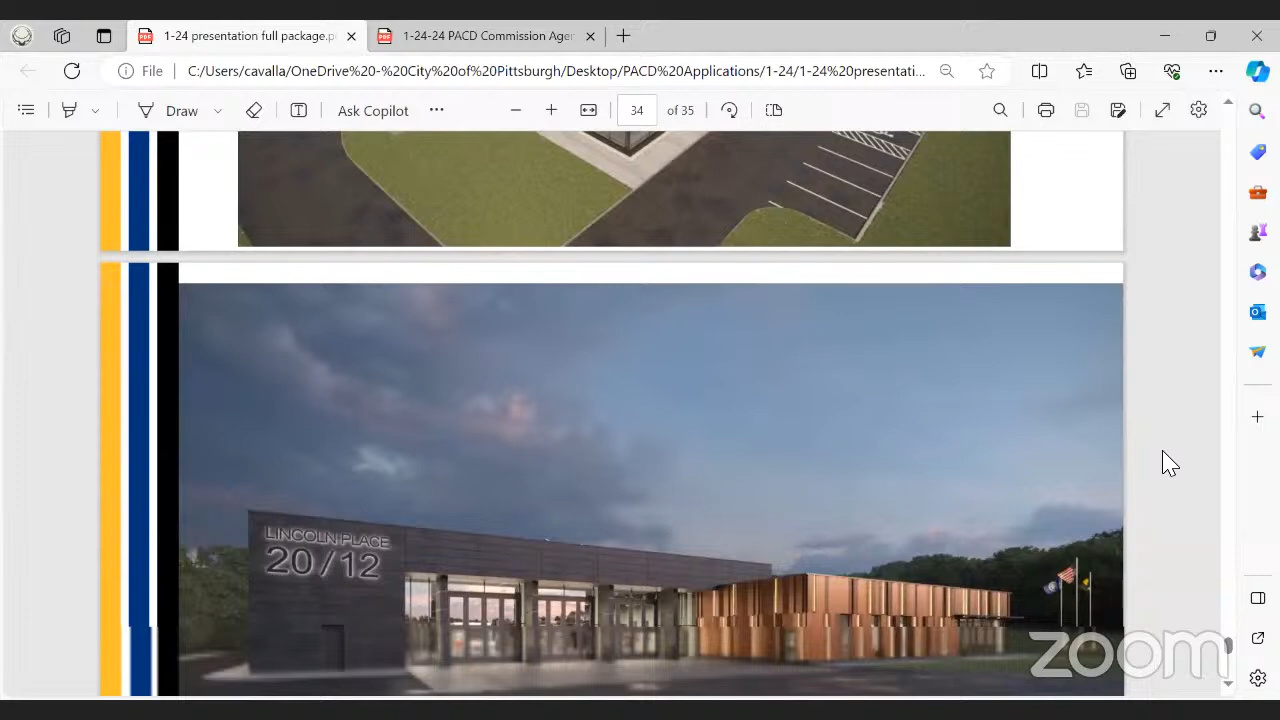 1-24 presentation full package.p
1-24-24 PACD Commission Agen
File
C:/Users/cavalla/OneDrive%20-%20City%20of%20Pittsburgh/Desktop/PACD%20Applications/1-24/1-24%20presentati...
Draw
Ask Copilot
34 of 35
LINCOLN PLACE
20/12
zoom